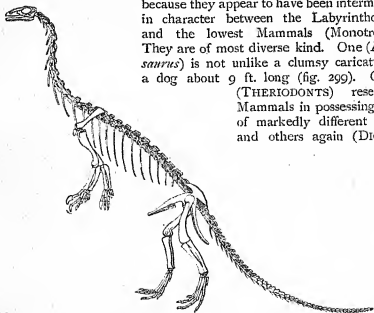 because they appear to have been interm
in character between the Labyrintho
and the lowest Mammals (Monotre
They are of most diverse kind. One (
saurus) is not unlike a clumsy caricat
a dog about 9 ft. long (fig. 299).
(THERIODONTS) rese
Mammals in possessing
of markedly different
and others again (DI